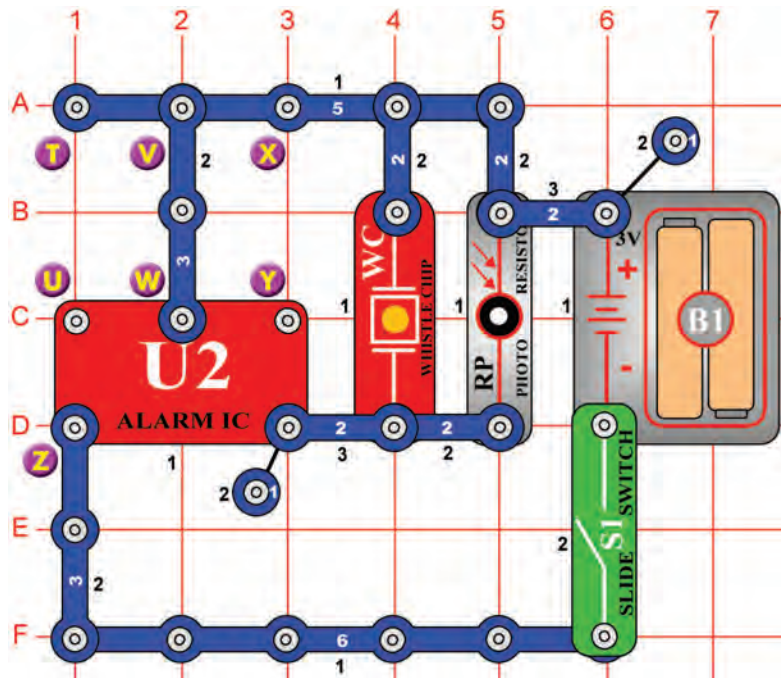 1 2 3 4 5 6 7
A
1
5
T V X
2 2 2 2 2 1
3
B
2
3V
U W Y
3
WC
WHISTLE CHIP
RESISTO
PHOTO
RP
+
C
1 1 1
B1
U2
ALARM IC
-
D
2 2
3 2
Z
1
2 1
E
2
S1
SLIDE SWITCH
3 2
F
6
1